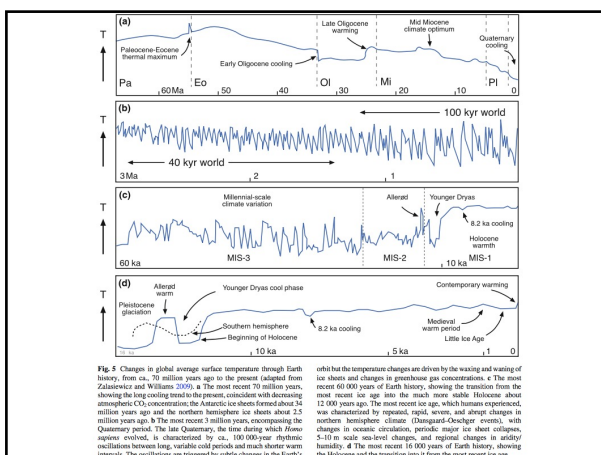 (a)
T
Paleocene-Eocene
thermal maximum
Early Oligocene cooling
Late Oligocene
warming
Mid Miocene
climate optimum
Quaternary
cooling
Pa Eo Ol Mi Pl
60 Ma 50 40 30 20 10 0
(b)
T
100 kyr world
40 kyr world
3 Ma 2 1
(c)
T
Millennial-scale
climate variation
Allerød
Younger Dryas
8.2 ka cooling
Holocene
warmth
MIS-3 MIS-2 MIS-1
60 ka 10 ka
(d)
T
Pleistocene
glaciation
Allerød
warm
Younger Dryas cool phase
Southern hemisphere
Beginning of Holocene
8.2 ka cooling
Contemporary warming
Medieval
warm period
Little Ice Age
16 ka 10 ka 5 ka 1 0
Fig. 5 Changes in global average surface temperature through Earth
history, from ca., 70 million years ago to the present (adapted from
Zalasiewicz and Williams 2009). a The most recent 70 million years,
showing the long cooling trend to the present, coincident with decreasing
atmospheric CO₂ concentration; the Antarctic ice sheets formed about 34
million years ago and the northern hemisphere ice sheets about 2.5
million years ago. b The most recent 3 million years, encompassing the
Quaternary period. The late Quaternary, the time during which Homo
sapiens evolved, is characterized by ca., 100 000-year rhythmic
oscillations between long, variable cold periods and much shorter warm
intervals. The oscillations are triggered by subtle changes in the Earth's
orbit but the temperature changes are driven by the waxing and waning of
ice sheets and changes in greenhouse gas concentrations. c The most
recent 60 000 years of Earth history, showing the transition from the
most recent ice age into the much more stable Holocene about
12 000 years ago. The most recent ice age, which humans experienced,
was characterized by repeated, rapid, severe, and abrupt changes in
northern hemisphere climate (Dansgaard–Oeschger events), with
changes in oceanic circulation, periodic major ice sheet collapses,
5–10 m scale sea-level changes, and regional changes in aridity/
humidity. d The most recent 16 000 years of Earth history, showing
the Holocene and the transition into it from the most recent ice age